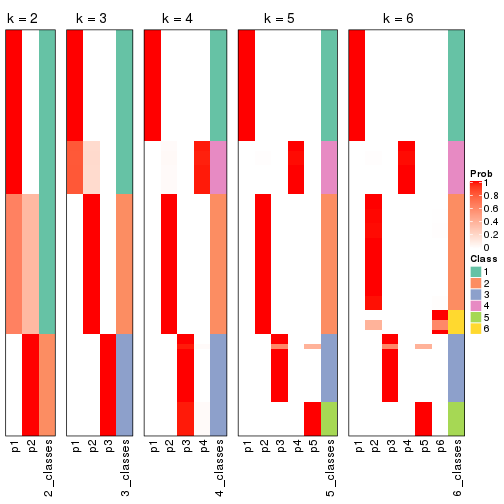 k = 2
k = 3
k = 4
k = 5
k = 6
p1
p2
2_classes
p1
p2
p3
3_classes
p1
p2
p3
p4
4_classes
p1
p2
p3
p4
p5
5_classes
p1
p2
p3
p4
p5
p6
6_classes
Prob
1
0.8
0.6
0.4
0.2
0
Class
1
2
3
4
5
6